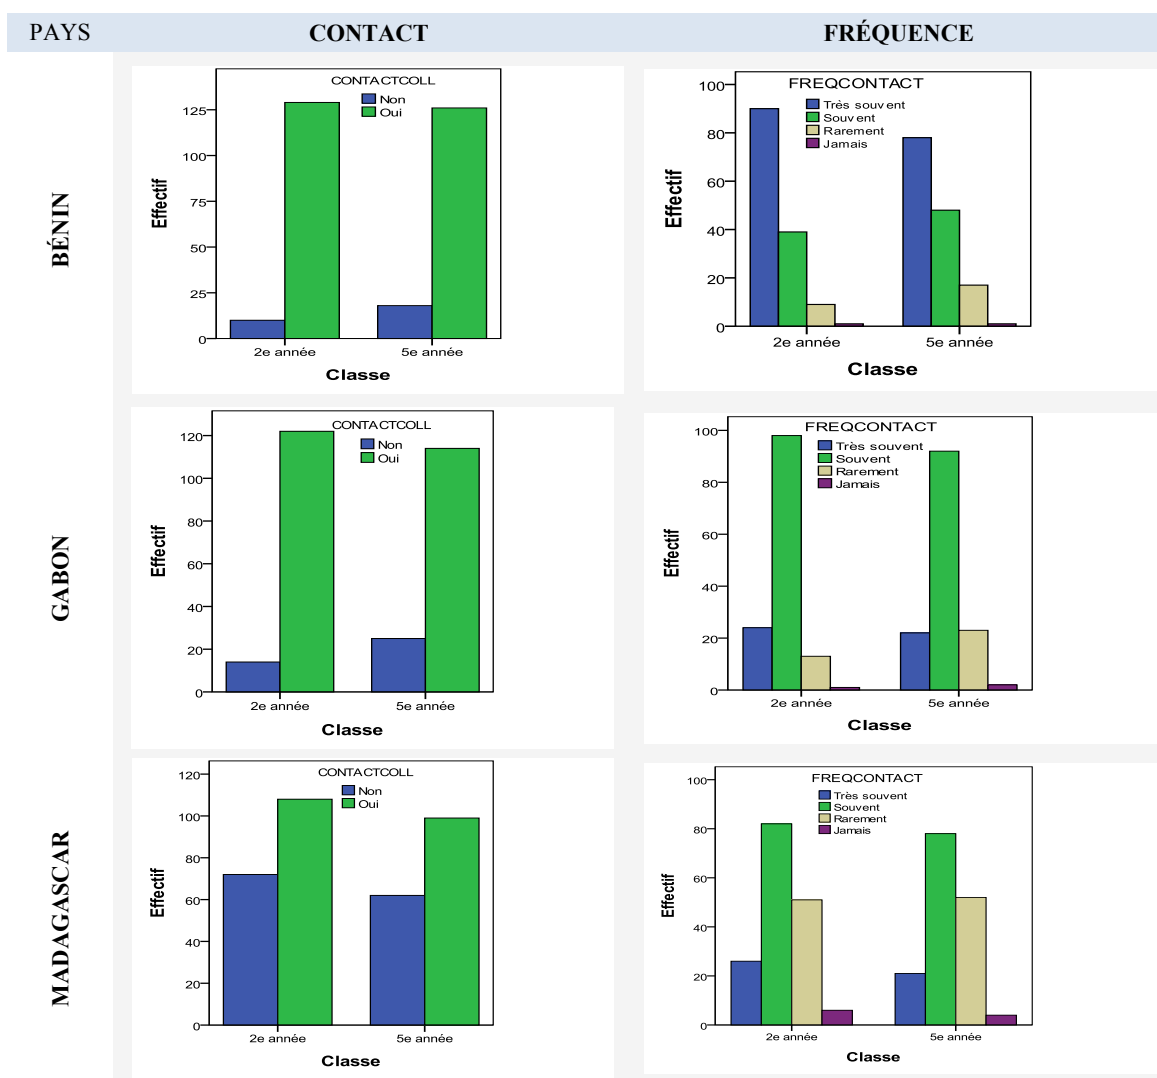 PAYS CONTACT FRÉQUENCE
BÉNIN
CONTACTCOLL
Non
Oui
125
100
75
50
25
0
Effectif
2e année 5e année
Classe
FREQCONTACT
Très souvent
Souvent
Rarement
Jamais
100
80
60
40
20
0
Effectif
2e année 5e année
Classe
GABON
CONTACTCOLL
Non
Oui
120
100
80
60
40
20
0
Effectif
2e année 5e année
Classe
FREQCONTACT
Très souvent
Souvent
Rarement
Jamais
100
80
60
40
20
0
Effectif
2e année 5e année
Classe
MADAGASCAR
CONTACTCOLL
Non
Oui
120
100
80
60
40
20
0
Effectif
2e année 5e année
Classe
FREQCONTACT
Très souvent
Souvent
Rarement
Jamais
100
80
60
40
20
0
Effectif
2e année 5e année
Classe